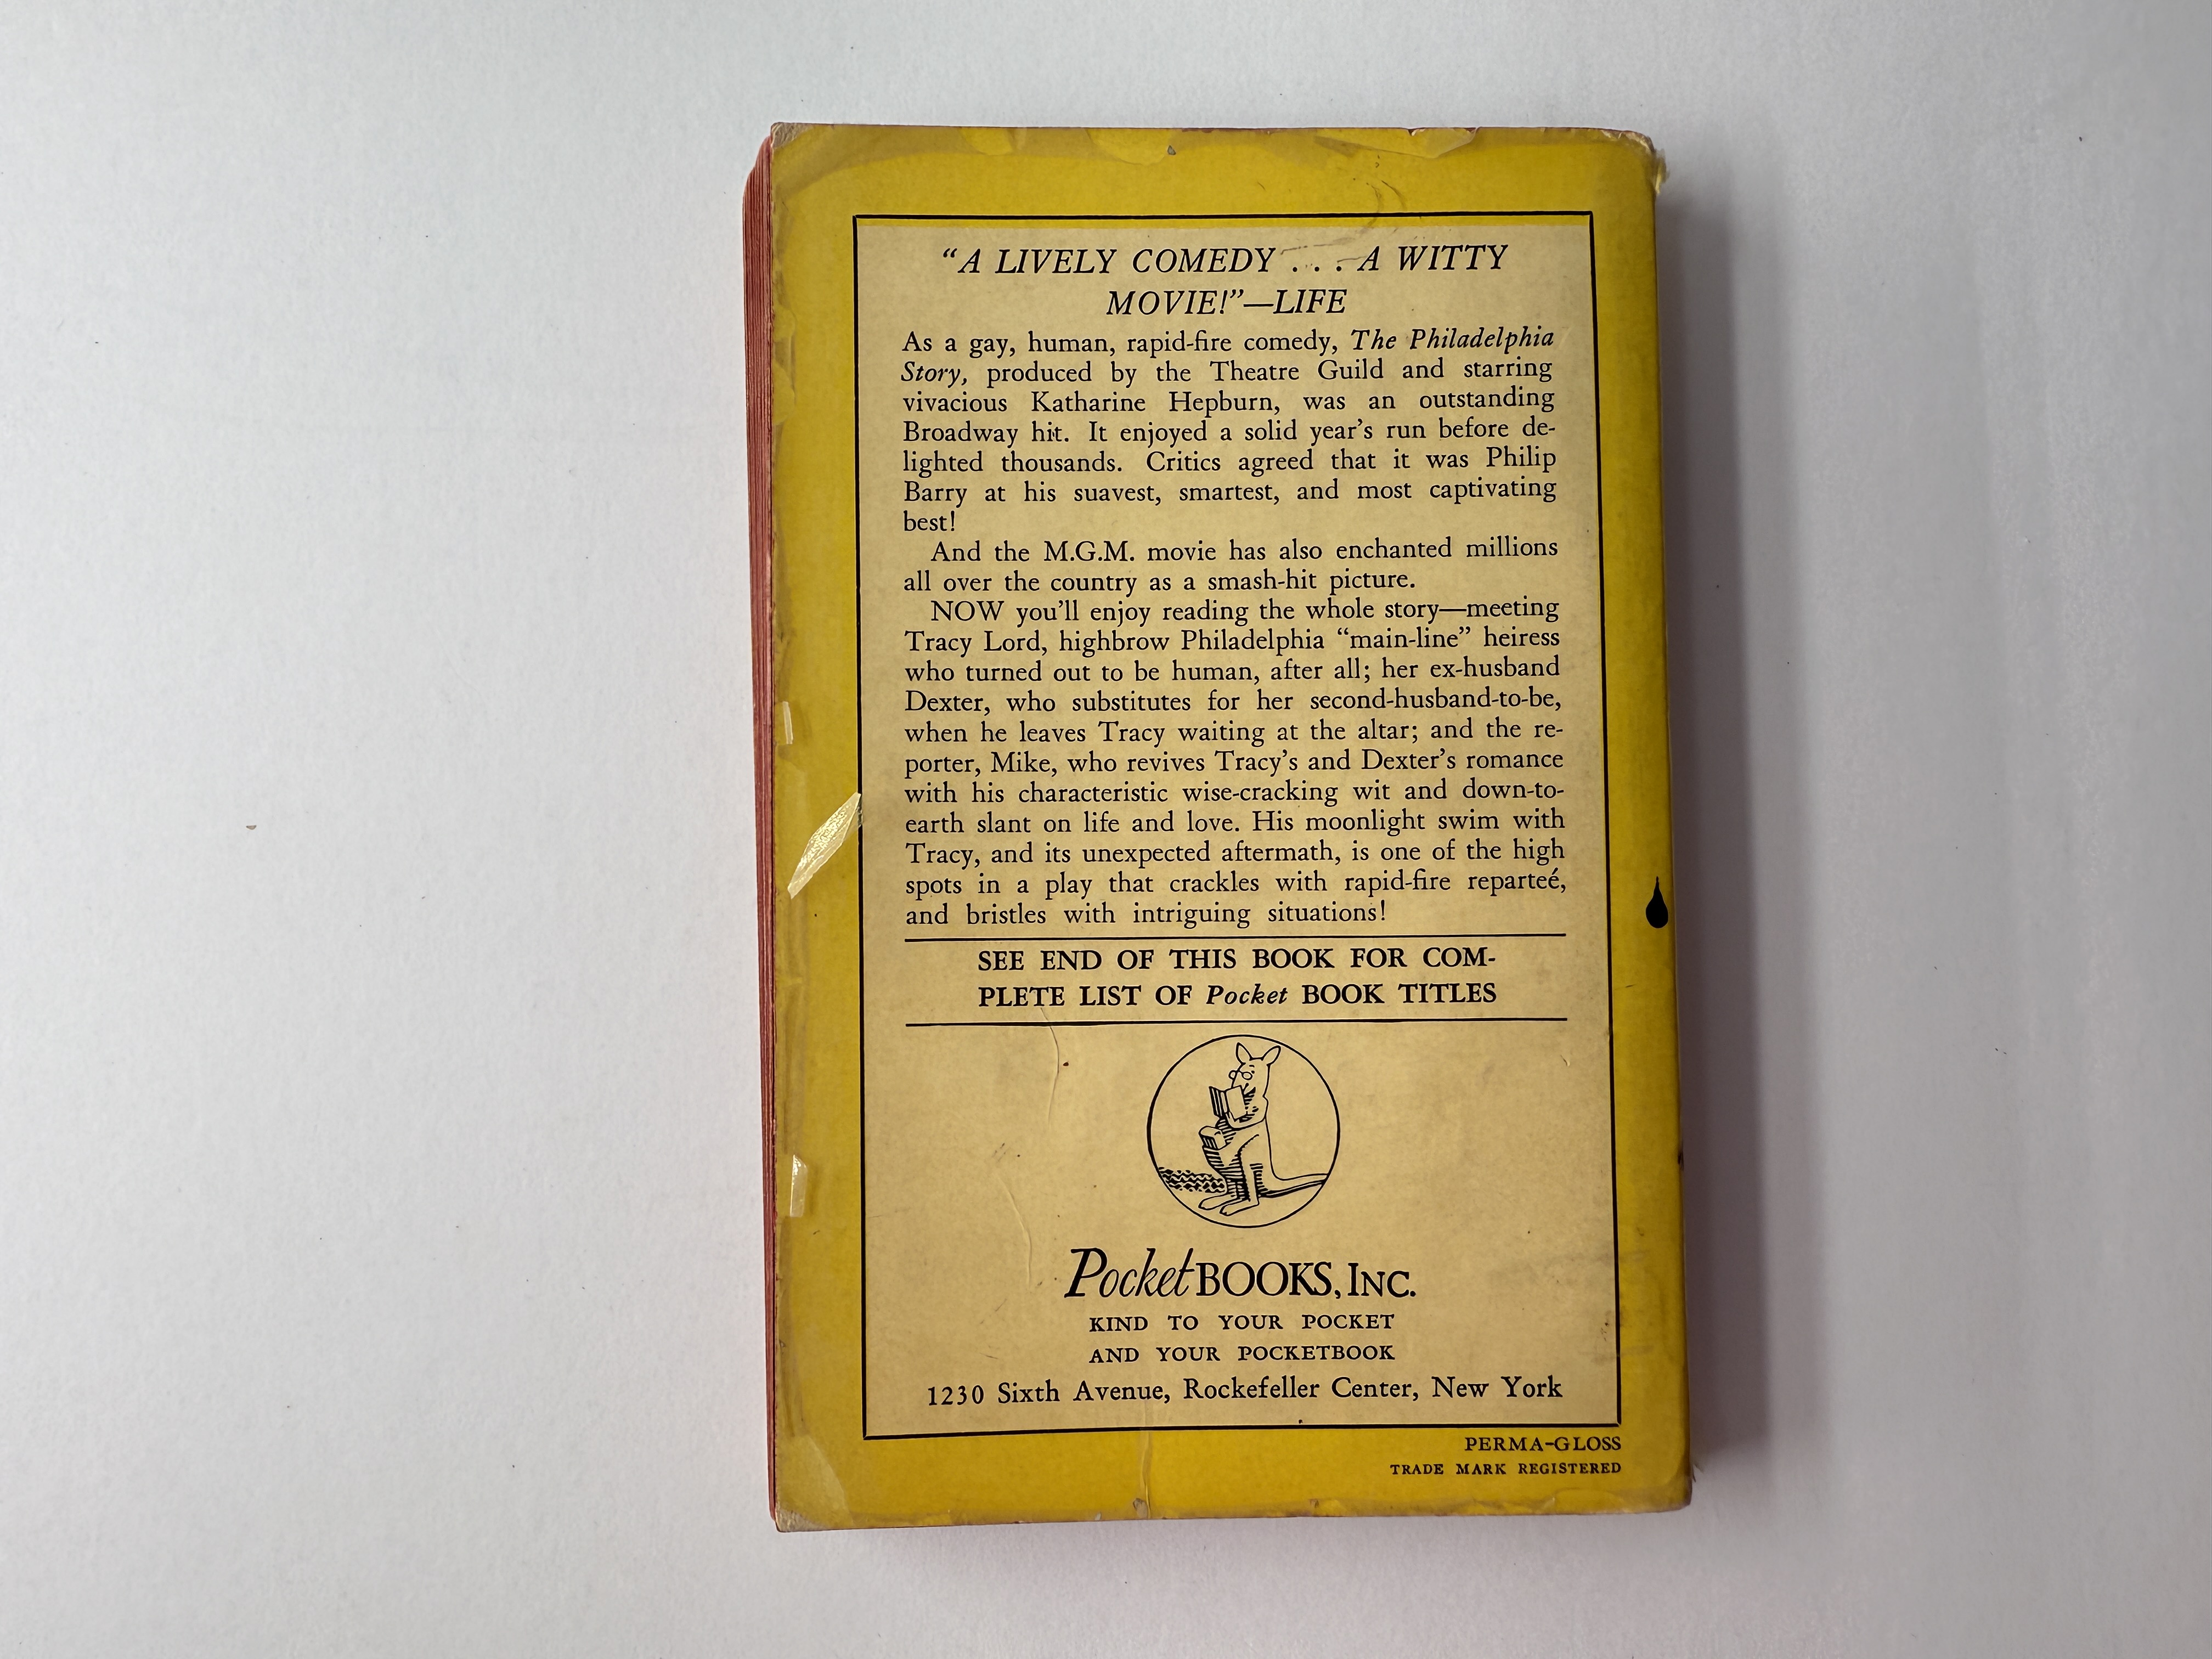 “A LIVELY COMEDY . . . A WITTY
MOVIE!”—LIFE
As a gay, human, rapid-fire comedy, The Philadelphia
Story, produced by the Theatre Guild and starring
vivacious Katharine Hepburn, was an outstanding
Broadway hit. It enjoyed a solid year’s run before de-
lighted thousands. Critics agreed that it was Philip
Barry at his suavest, smartest, and most captivating
best!
And the M.G.M. movie has also enchanted millions
all over the country as a smash-hit picture.
NOW you’ll enjoy reading the whole story—meeting
Tracy Lord, highbrow Philadelphia “main-line” heiress
who turned out to be human, after all; her ex-husband
Dexter, who substitutes for her second-husband-to-be,
when he leaves Tracy waiting at the altar; and the re-
porter, Mike, who revives Tracy’s and Dexter’s romance
with his characteristic wise-cracking wit and down-to-
earth slant on life and love. His moonlight swim with
Tracy, and its unexpected aftermath, is one of the high
spots in a play that crackles with rapid-fire reparteé,
and bristles with intriguing situations!
SEE END OF THIS BOOK FOR COM-
PLETE LIST OF Pocket BOOK TITLES
Pocket BOOKS, INC.
KIND TO YOUR POCKET
AND YOUR POCKETBOOK
1230 Sixth Avenue, Rockefeller Center, New York
PERMA-GLOSS
TRADE MARK REGISTERED